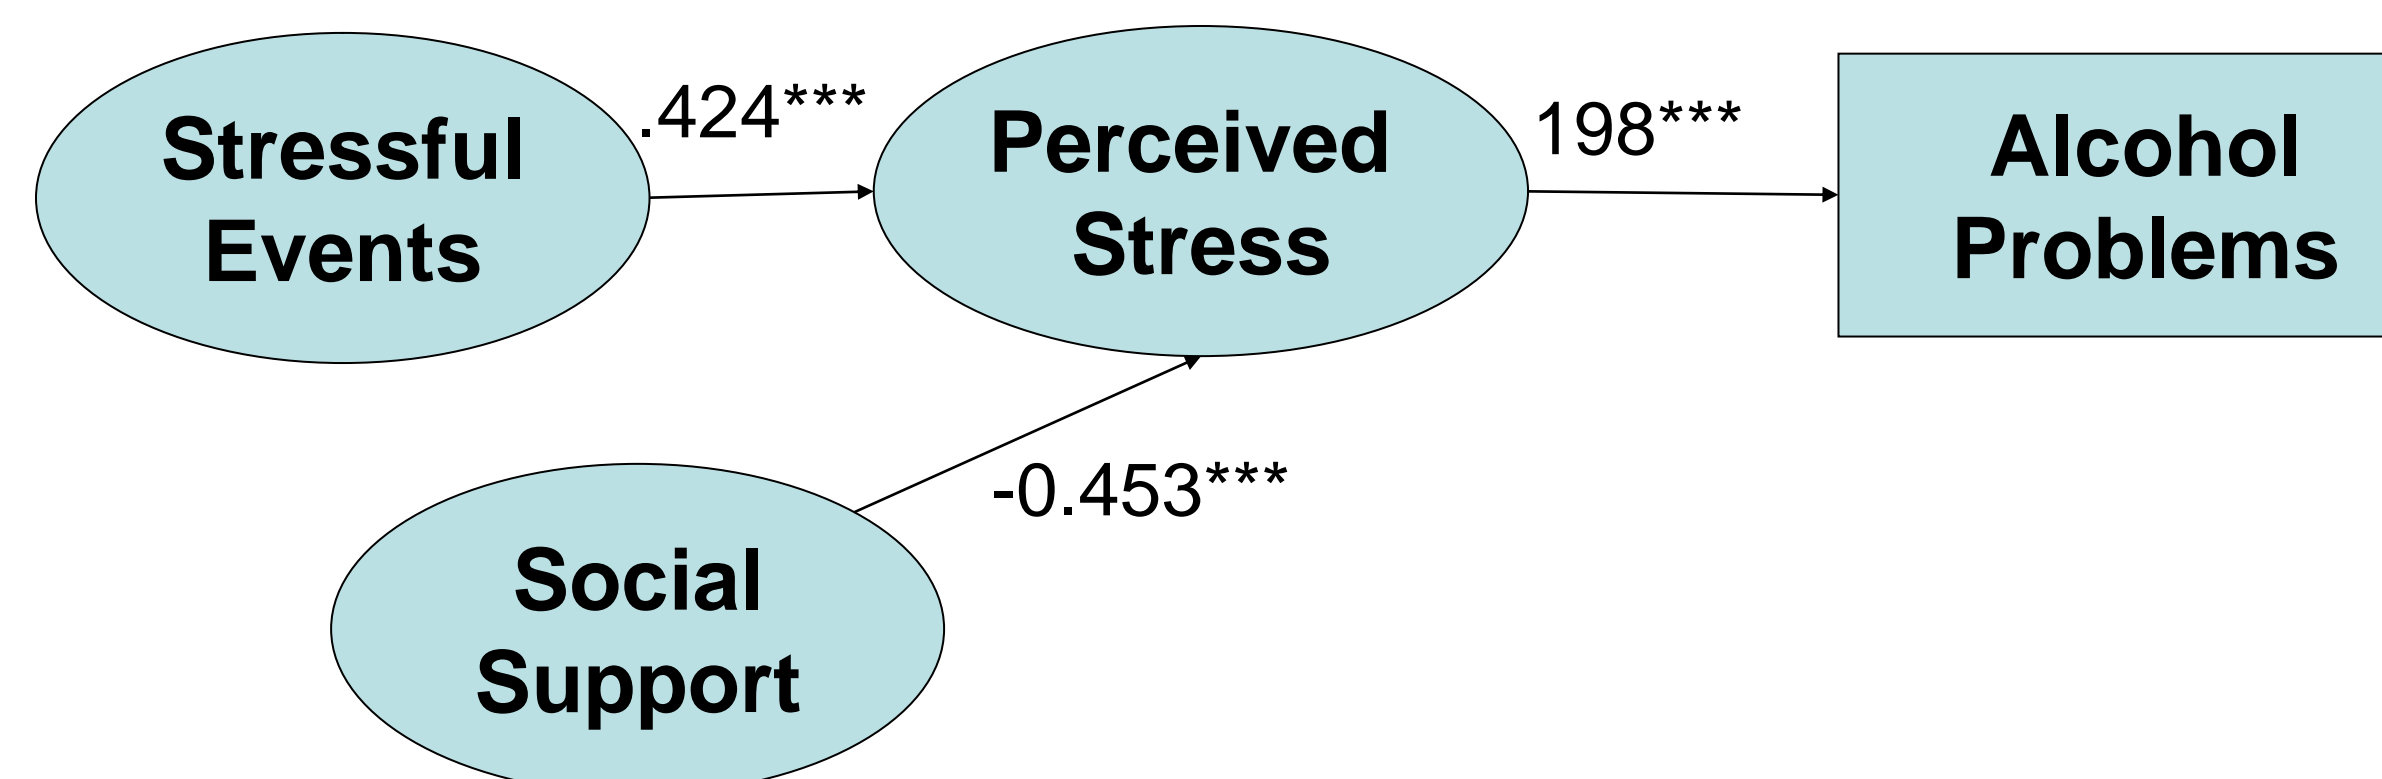 Stressful
Events
.424***
Perceived
Stress
198***
Alcohol
Problems
-0.453***
Social
Support